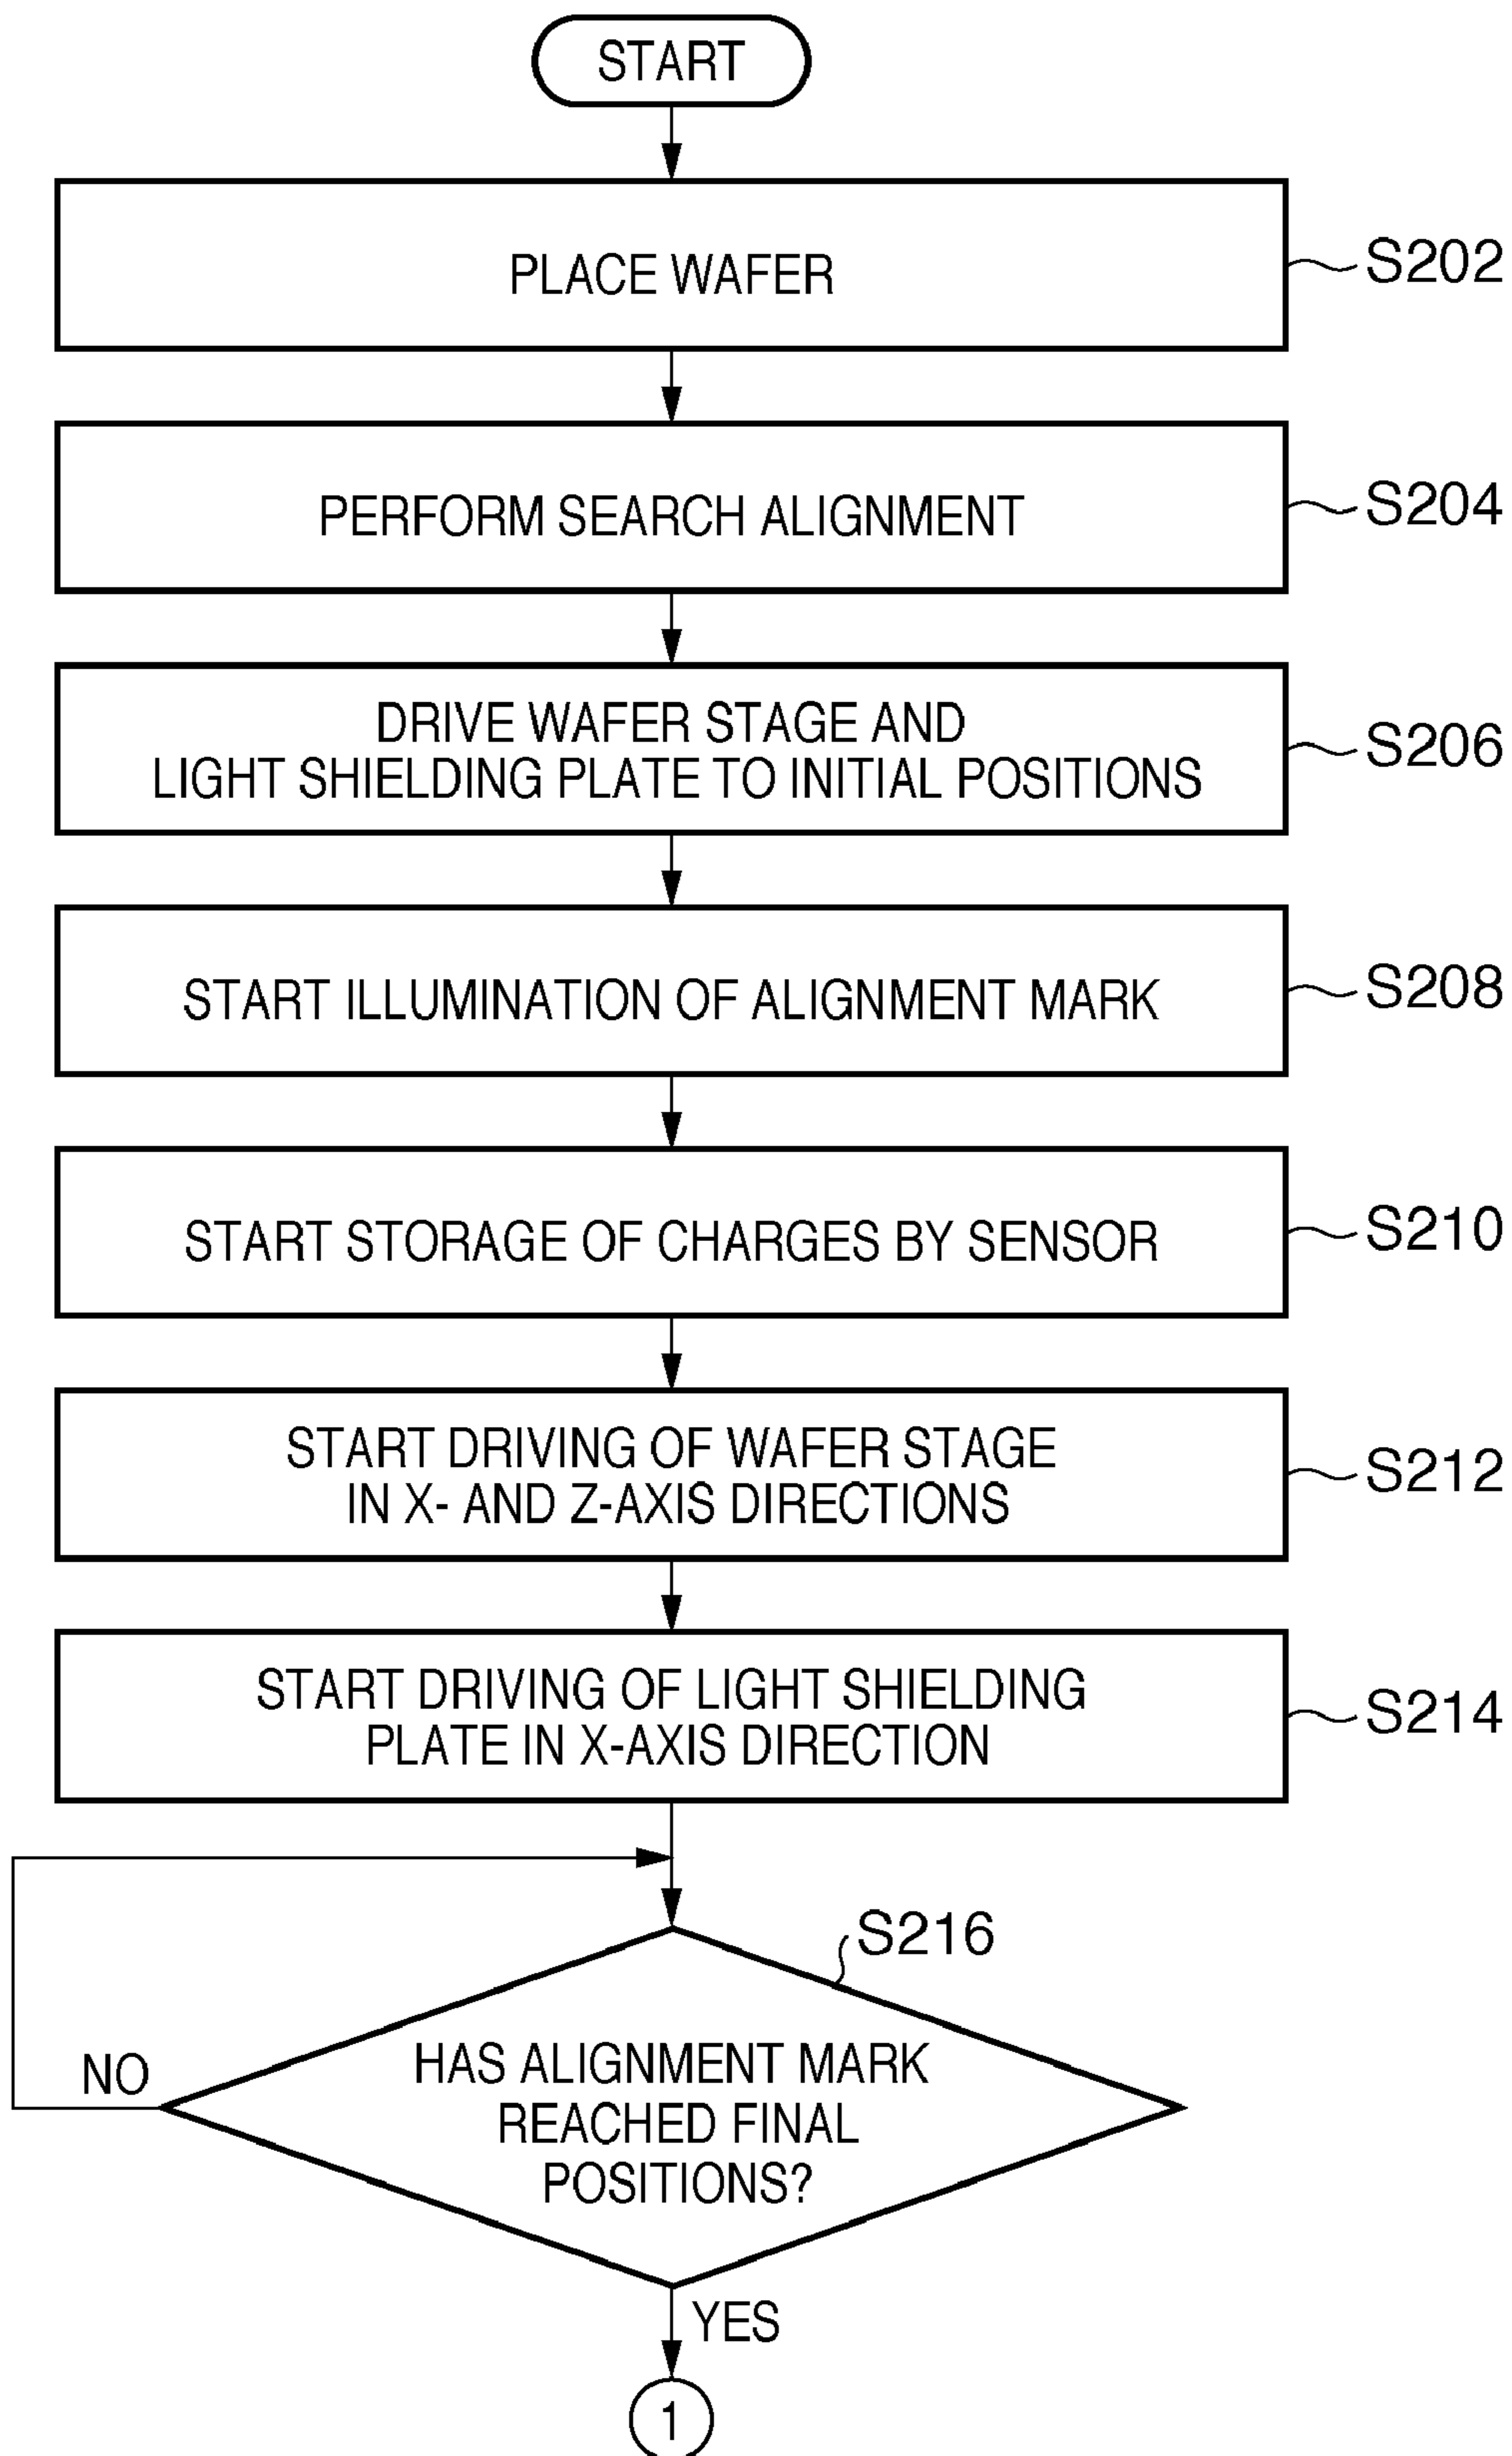 START
PLACE WAFER
S202
PERFORM SEARCH ALIGNMENT
S204
DRIVE WAFER STAGE AND
LIGHT SHIELDING PLATE TO INITIAL POSITIONS
S206
START ILLUMINATION OF ALIGNMENT MARK
S208
START STORAGE OF CHARGES BY SENSOR
S210
START DRIVING OF WAFER STAGE
IN X- AND Z-AXIS DIRECTIONS
S212
START DRIVING OF LIGHT SHIELDING
PLATE IN X-AXIS DIRECTION
S214
S216
HAS ALIGNMENT MARK
REACHED FINAL
POSITIONS?
NO
YES
1